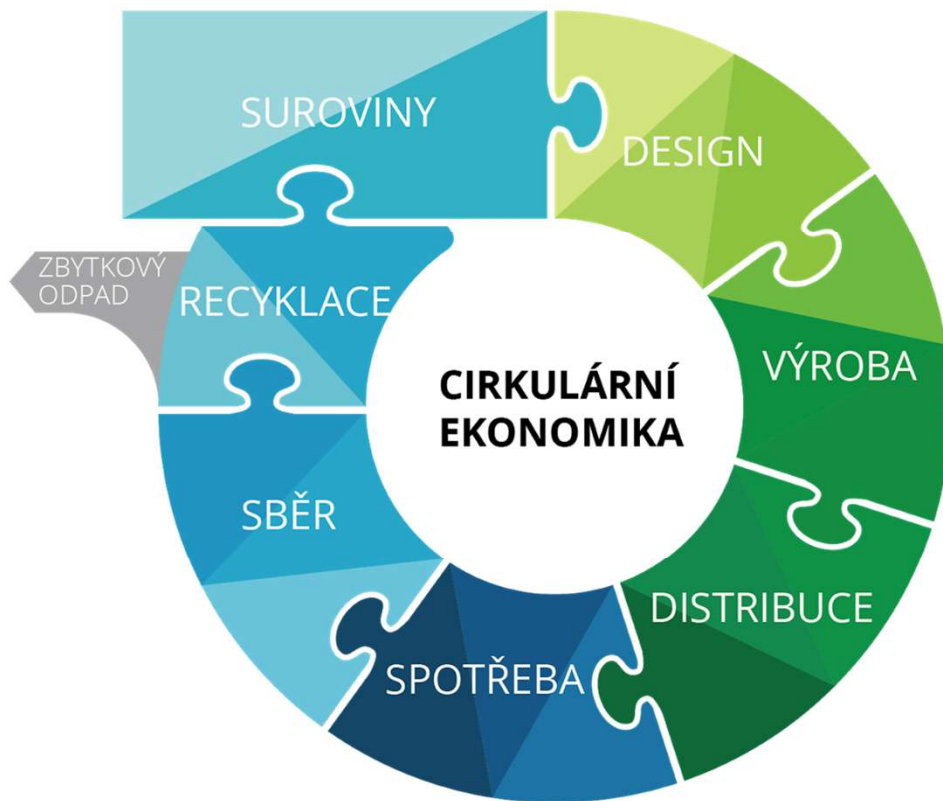 SUROVINY
DESIGN
VÝROBA
DISTRIBUCE
SPOTŘEBA
SBĚR
RECYKLACE
ZBYTKOVÝ
ODPAD
CIRKULÁRNÍ
EKONOMIKA